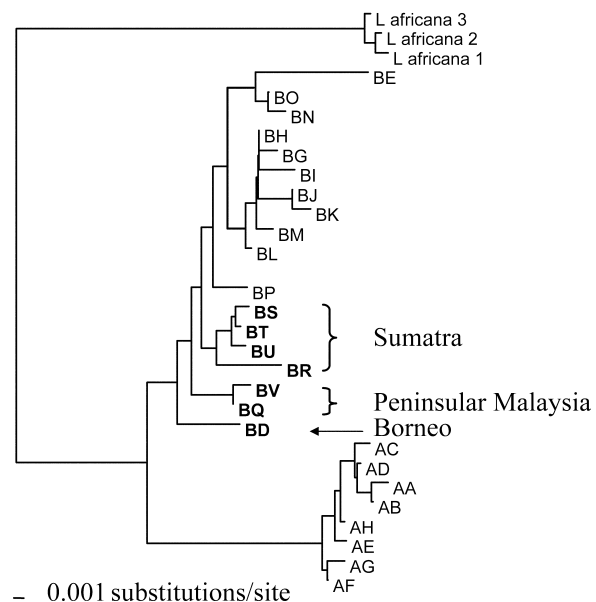 L africana 3
L africana 2
L africana 1
BE
BO
BN
BH
BG
BI
BJ
BK
BM
BL
BP
BS
BT
Sumatra
BU
BR
BV
Peninsular Malaysia
BQ
BD
Borneo
AC
AD
AA
AB
AH
AE
AG
AF
0.001 substitutions/site